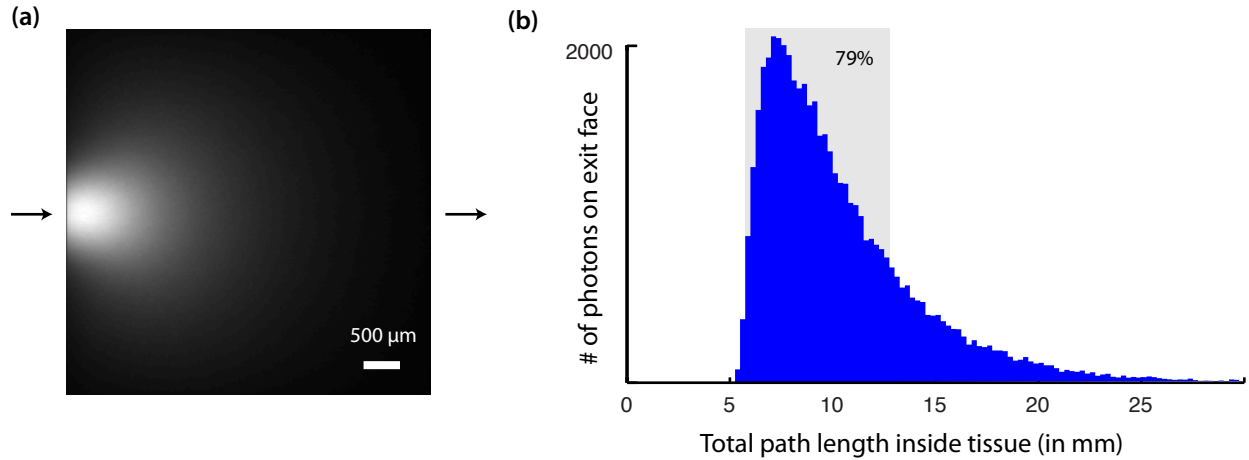 (a)
500 µm
(b)
2000
79%
# of photons on exit face
0
5
10
15
20
25
Total path length inside tissue (in mm)